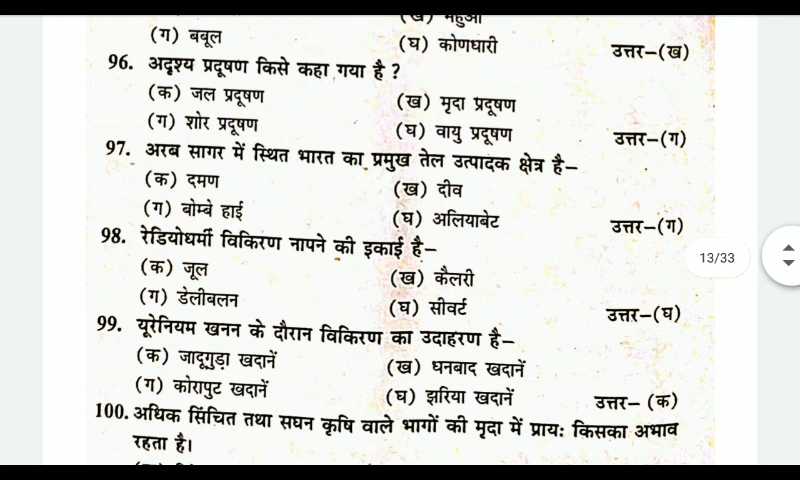 (ख) महुआ
(ग) बबूल (घ) कोणधारी उत्तर–(ख)
96. अदृश्य प्रदूषण किसे कहा गया है ?
(क) जल प्रदूषण (ख) मृदा प्रदूषण
(ग) शोर प्रदूषण (घ) वायु प्रदूषण उत्तर–(ग)
97. अरब सागर में स्थित भारत का प्रमुख तेल उत्पादक क्षेत्र है–
(क) दमण (ख) दीव
(ग) बोम्बे हाई (घ) अलियाबेट उत्तर–(ग)
98. रेडियोधर्मी विकिरण नापने की इकाई है–
(क) जूल (ख) कैलरी
(ग) डेलीबलन (घ) सीवर्ट उत्तर–(घ)
99. यूरेनियम खनन के दौरान विकिरण का उदाहरण है–
(क) जादूगुड़ा खदानें (ख) धनबाद खदानें
(ग) कोरापुट खदानें (घ) झरिया खदानें उत्तर– (क)
100. अधिक सिंचित तथा सघन कृषि वाले भागों की मृदा में प्रायः किसका अभाव
रहता है।
13/33